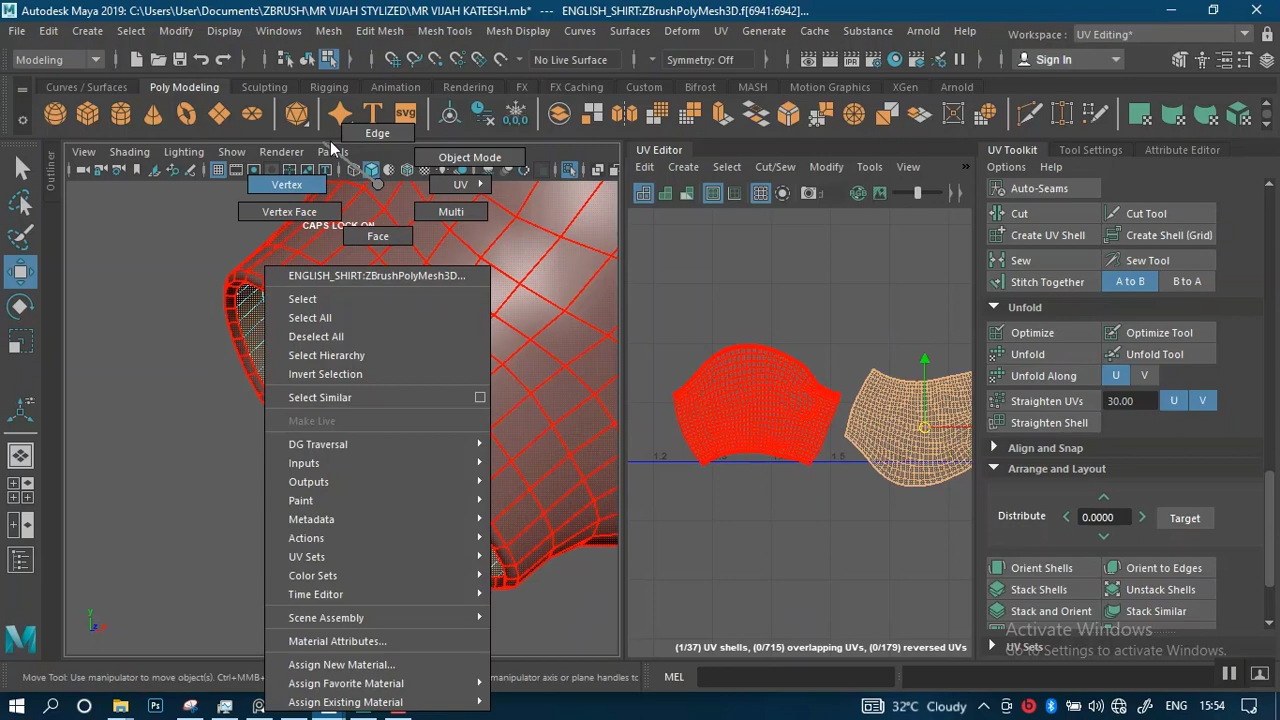 Autodesk Maya 2019: C:\Users\User\Documents\ZBRUSH\MR VIJAH STYLIZED\MR VIJAH KATEESH.mb* --- ENGLISH_SHIRT:ZBrushPolyMesh3D.f[6941:6942]...
File Edit Create Select Modify Display Windows Mesh Edit Mesh Mesh Tools Mesh Display Curves Surfaces Deform UV Generate Cache Substance Arnold Help Workspace : UV Editing*
Modeling No Live Surface Symmetry: Off Sign In
Curves / Surfaces Poly Modeling Sculpting Rigging Animation Rendering FX FX Caching Custom Bifrost MASH Motion Graphics XGen Arnold
SVG 0,0,0
Edge
View Shading Lighting Renderer Panels
Object Mode
UV Editor
UV Toolkit Tool Settings Attribute Editor
Edit Create Select Cut/Sew Modify View »
Options Help
Outliner
Vertex UV
Auto-Seams
Vertex Face Multi
CAPS LOCK ON
Face
Cut Cut Tool
Create UV Shell Create Shell (Grid)
Sew Sew Tool
Stitch Together A to B B to A
ENGLISH_SHIRT:ZBrushPolyMesh3D...
Select
Select All
Deselect All
Select Hierarchy
Invert Selection
Select Similar
Make Live
DG Traversal
Inputs
Outputs
Paint
Metadata
Actions
UV Sets
Color Sets
Time Editor
Scene Assembly
Material Attributes...
Assign New Material...
Assign Favorite Material
Assign Existing Material
1.2 1.5
(1/37) UV shells, (0/715) overlapping UVs, (0/179) reversed UVs
Unfold
Optimize Optimize Tool
Unfold Unfold Tool
Unfold Along U V
Straighten UVs 30.00 U V
Straighten Shell
Align and Snap
Arrange and Layout
Distribute 0.0000 Target
Orient Shells Orient to Edges
Stack Shells Unstack Shells
Stack and Orient Stack Similar
UV Sets
Activate Windows
Go to Settings to activate Windows.
y
Move Tool: Use manipulator to move object(s). Ctrl+MMB+ anipulator axis or plane handles to MEL
32°C Cloudy ENG 15:54